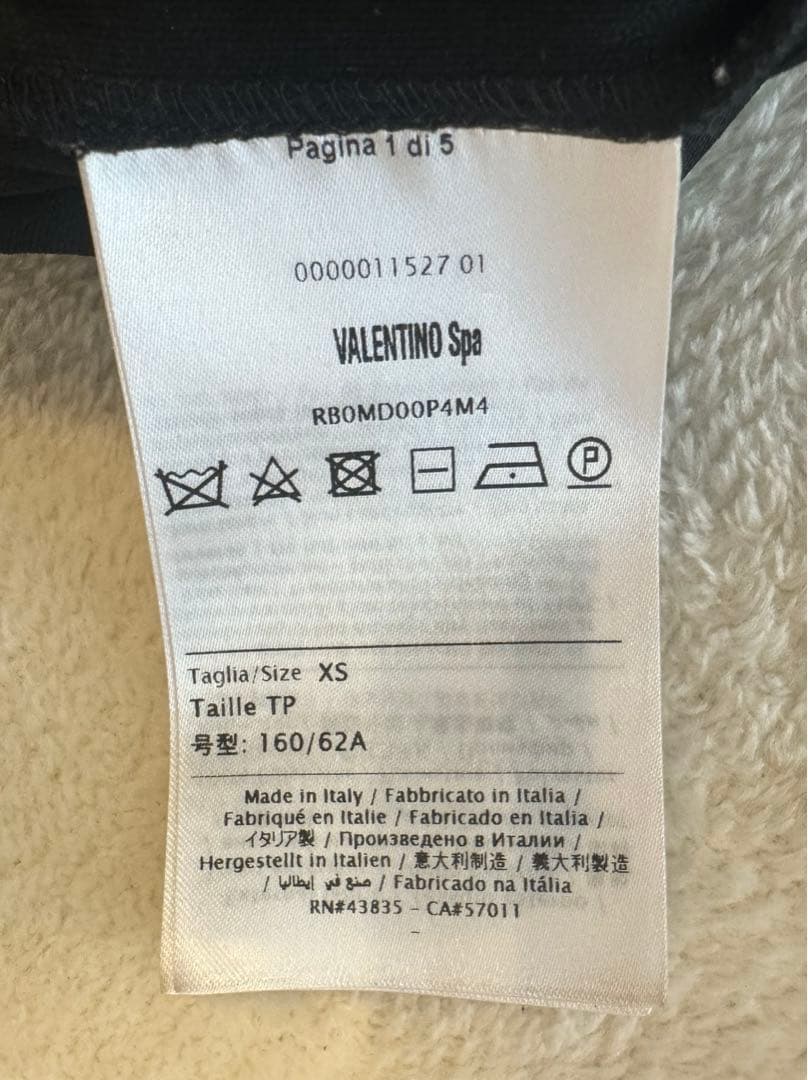 Pagina 1 di 5
0000011527 01
VALENTINO Spa
RB0MD00P4M4
P
Taglia/Size XS
Taille TP
号型: 160/62A
Made in Italy / Fabbricato in Italia /
Fabriqué en Italie / Fabricado en Italia /
イタリア製 / Произведено в Италии /
Hergestellt in Italien / 意大利制造 / 義大利製造
/ صنع في إيطاليا / Fabricado na Itália
RN#43835 - CA#57011
-